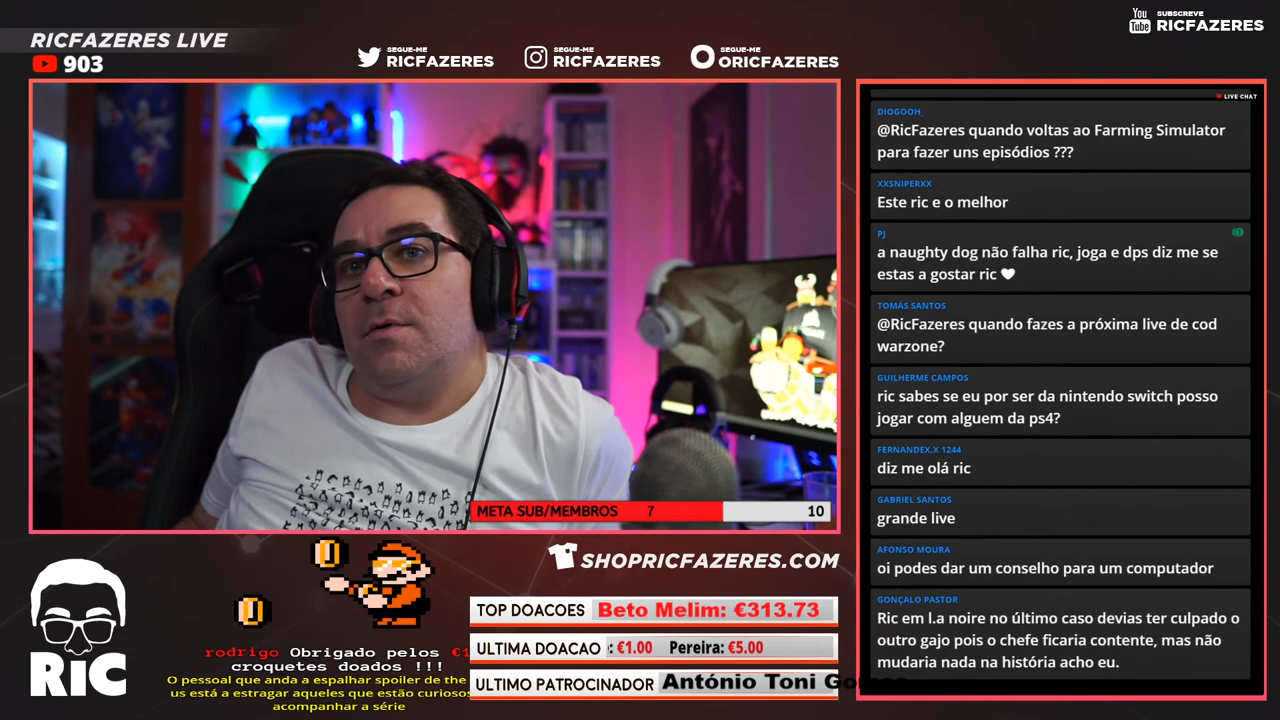 RICFAZERES LIVE
903
SEGUE-ME
RICFAZERES
SEGUE-ME
RICFAZERES
SEGUE-ME
ORICFAZERES
You
Tube
SUBSCREVE
RICFAZERES
LIVE CHAT
DIOGOOH_
@RicFazeres quando voltas ao Farming Simulator
para fazer uns episódios ???
XXSNIPERXX
Este ric e o melhor
PJ
a naughty dog não falha ric, joga e dps diz me se
estas a gostar ric
TOMÁS SANTOS
@RicFazeres quando fazes a próxima live de cod
warzone?
GUILHERME CAMPOS
ric sabes se eu por ser da nintendo switch posso
jogar com alguem da ps4?
FERNANDEX.X 1244
diz me olá ric
GABRIEL SANTOS
grande live
AFONSO MOURA
oi podes dar um conselho para um computador
GONÇALO PASTOR
Ric em l.a noire no último caso devias ter culpado o
outro gajo pois o chefe ficaria contente, mas não
mudaria nada na história acho eu.
META SUB/MEMBROS 7 10
SHOPRICFAZERES.COM
RIC
rodrigo Obrigado pelos €1
croquetes doados !!!
O pessoal que anda a espalhar spoiler de the
us está a estragar aqueles que estão curiosos
acompanhar a série
TOP DOACOES Beto Melim: €313.73
ULTIMA DOACAO : €1.00 Pereira: €5.00
ULTIMO PATROCINADOR António Toni